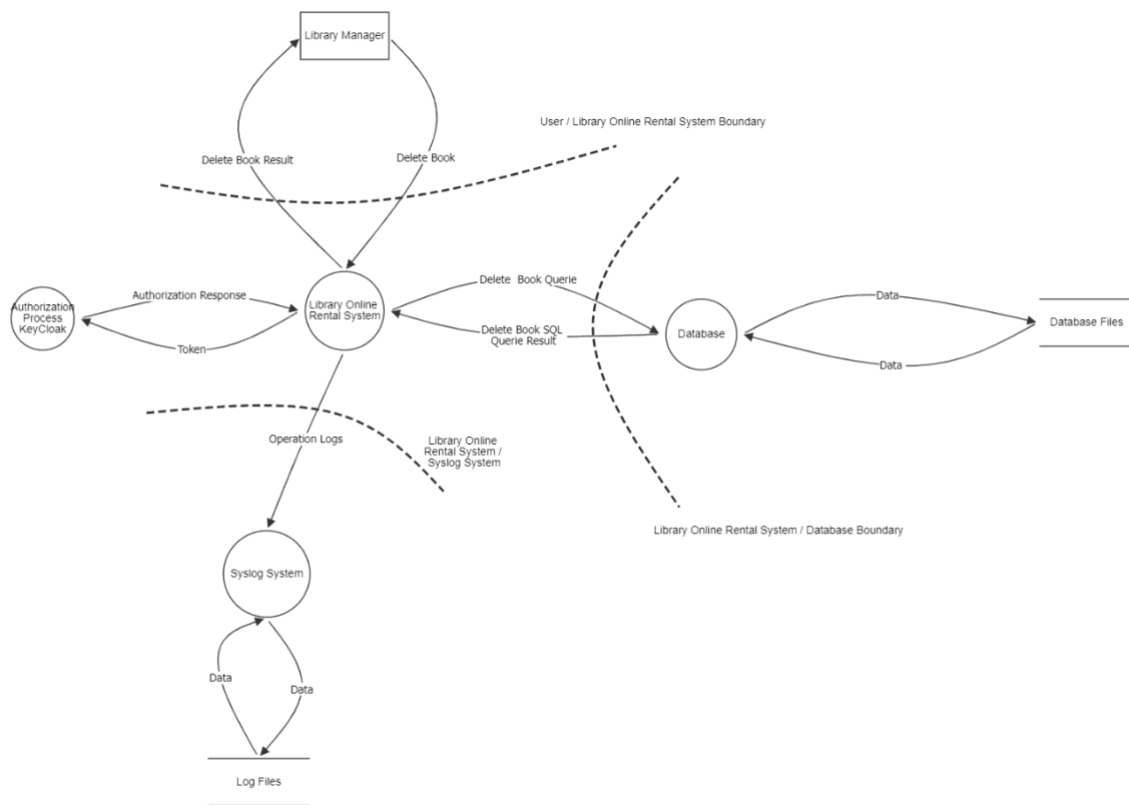 Library Manager
User / Library Online Rental System Boundary
Delete Book Result
Delete Book
Authorization
Process
KeyCloak
Authorization Response
Token
Library Online
Rental System
Delete  Book Querie
Delete Book SQL
Querie Result
Database
Data
Data
Database Files
Operation Logs
Library Online
Rental System /
Syslog System
Library Online Rental System / Database Boundary
Syslog System
Data
Data
Log Files